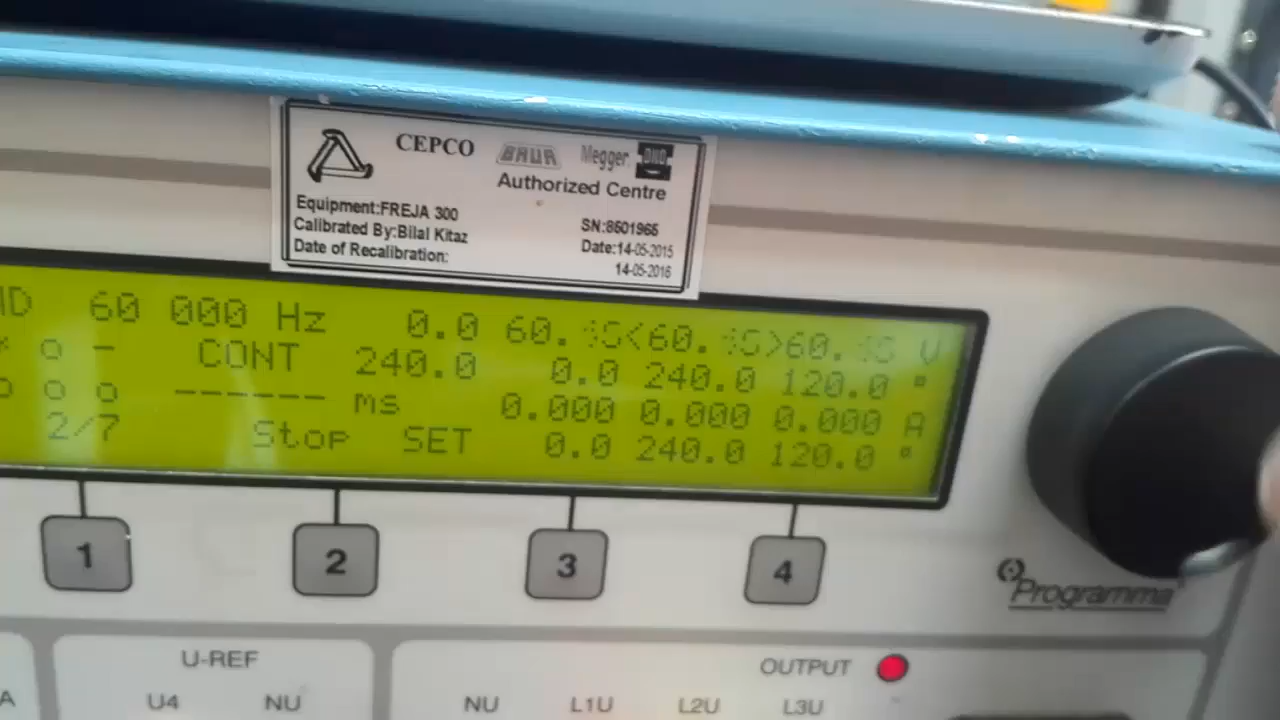 CEPCO BAUR Megger
Authorized Centre
Equipment:FREJA 300 SN:8501965
Calibrated By:Bilal Kitaz Date:14-05-2015
Date of Recalibration: 14-05-2016
60 000 Hz 0.0 V
o - CONT 240.0 0.0 240.0 120.0 °
o o ------ ms 0.000 0.000 0.000 A
2/7 Stop SET 0.0 240.0 120.0 °
1 2 3 4
Programma
U-REF OUTPUT
A U4 NU NU L1U L2U L3U